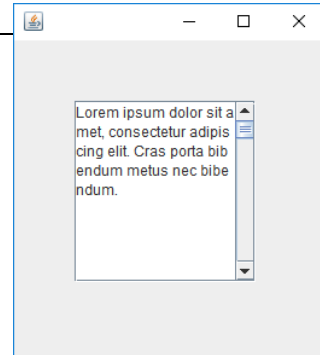 Lorem ipsum dolor sit a
met, consectetur adipis
cing elit. Cras porta bib
endum metus nec bibe
ndum.